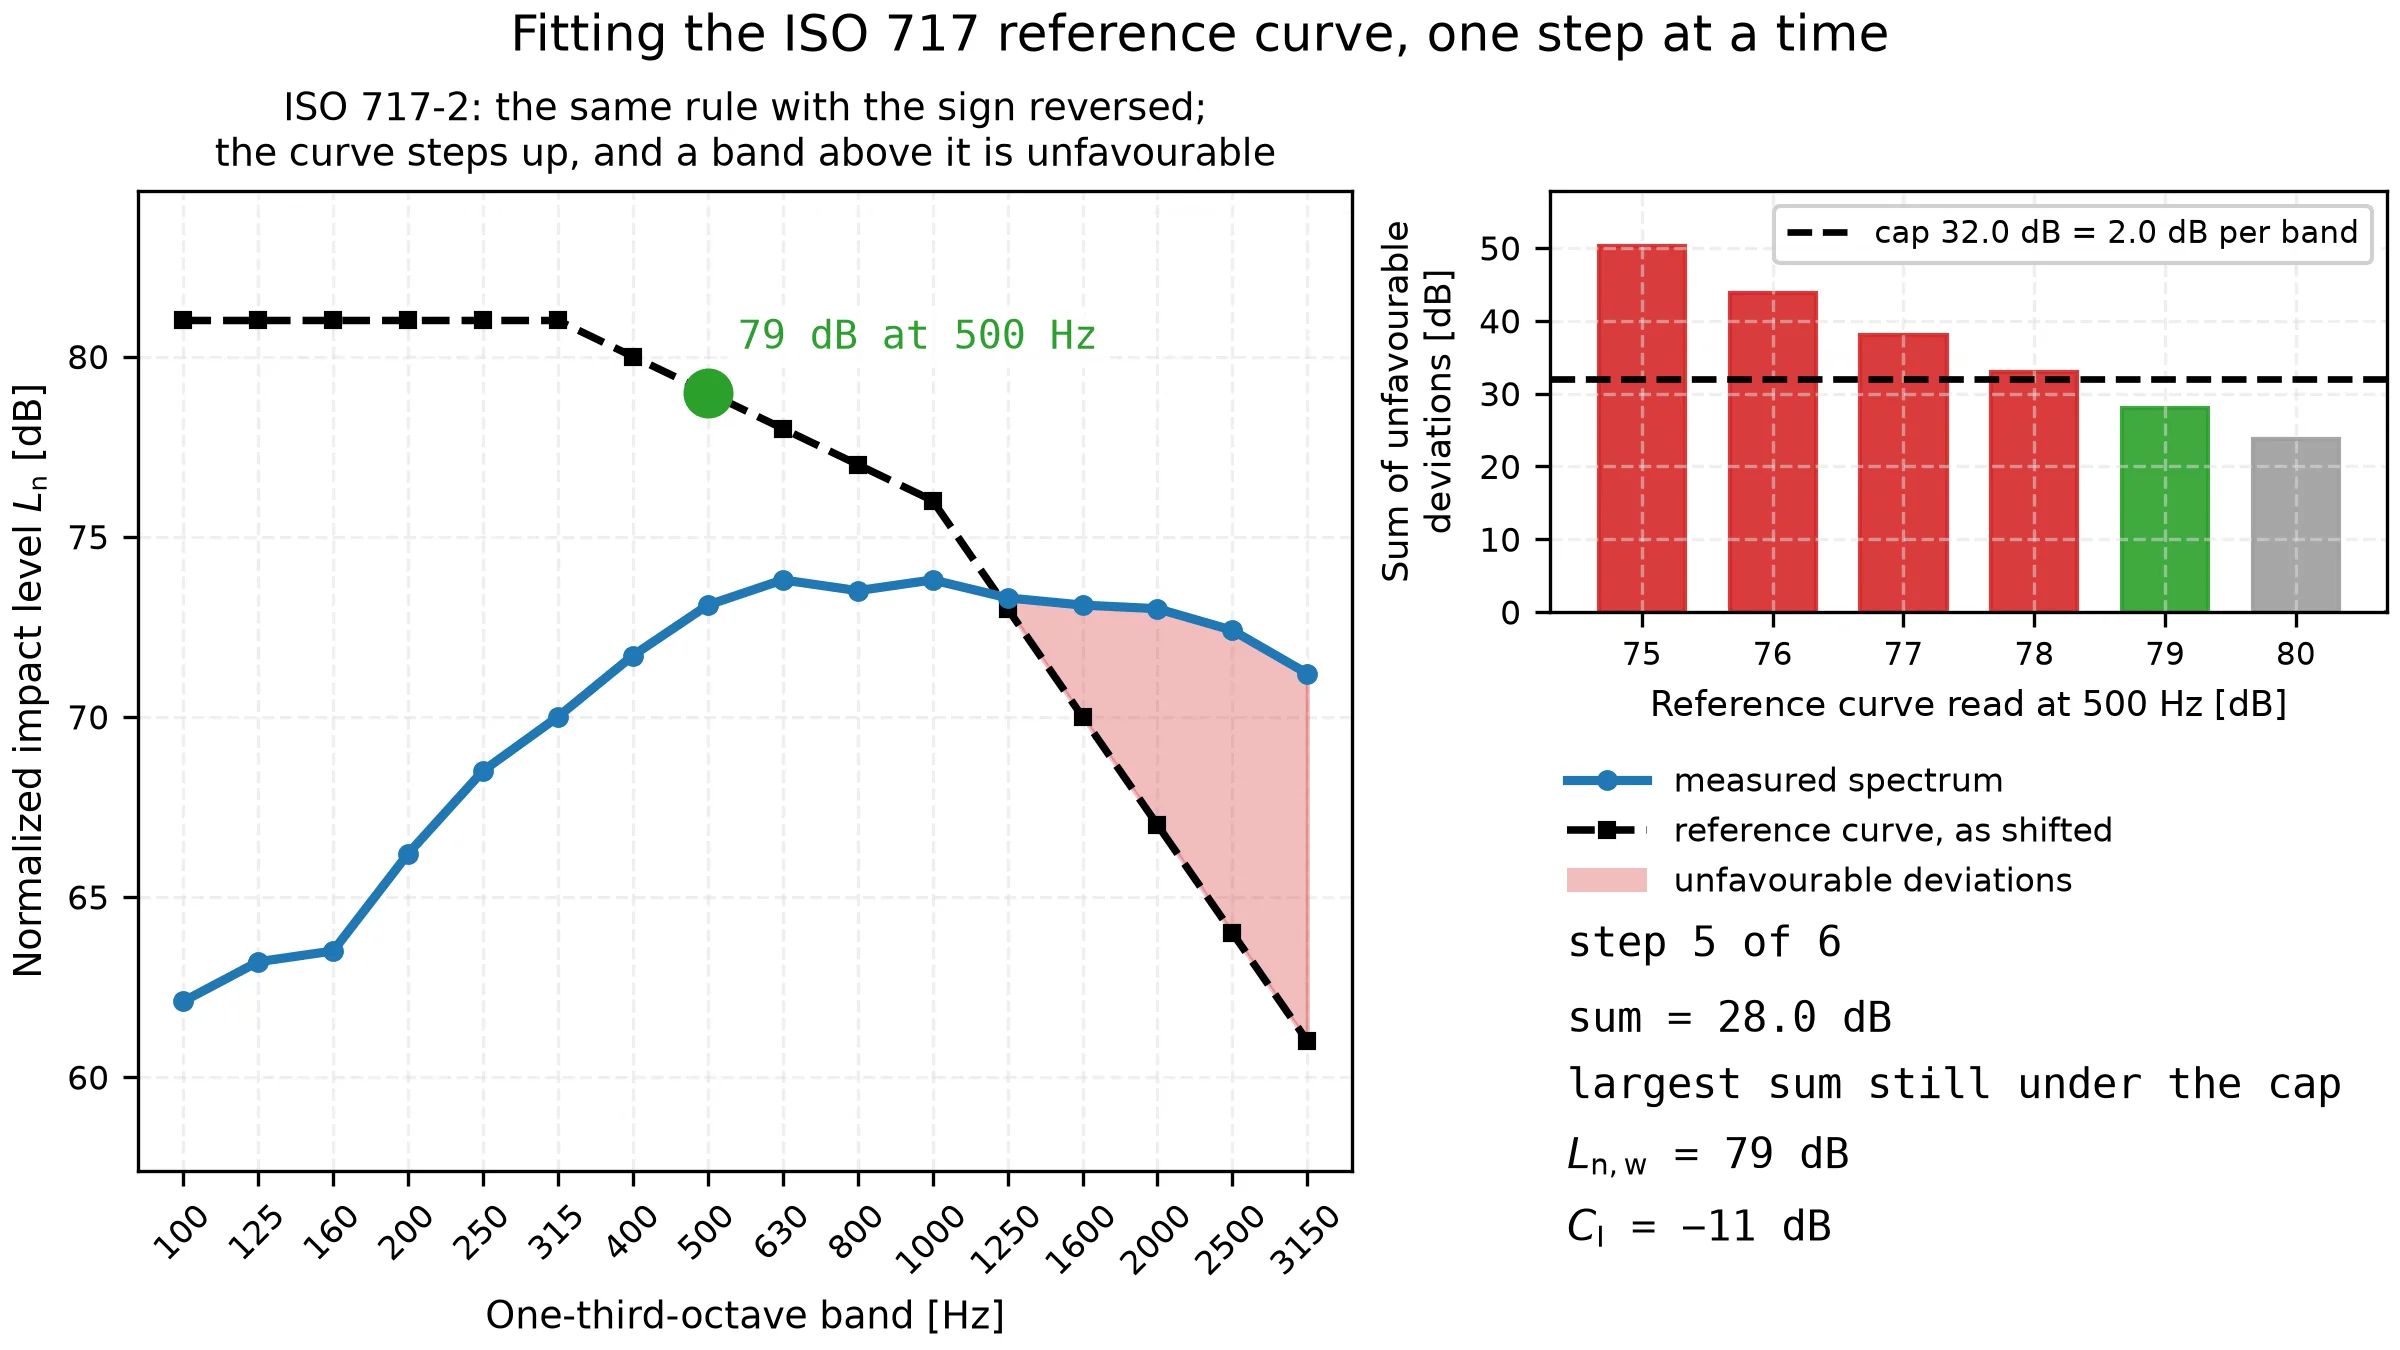 Fitting the ISO 717 reference curve, one step at a time
ISO 717-2: the same rule with the sign reversed;
the curve steps up, and a band above it is unfavourable
Normalized impact level Ln [dB]
80
75
70
65
60
79 dB at 500 Hz
100
125
160
200
250
315
400
500
630
800
1000
1250
1600
2000
2500
3150
One-third-octave band [Hz]
Sum of unfavourable
deviations [dB]
50
40
30
20
10
0
cap 32.0 dB = 2.0 dB per band
75
76
77
78
79
80
Reference curve read at 500 Hz [dB]
measured spectrum
reference curve, as shifted
unfavourable deviations
step 5 of 6
sum = 28.0 dB
largest sum still under the cap
Ln,w = 79 dB
CI = −11 dB